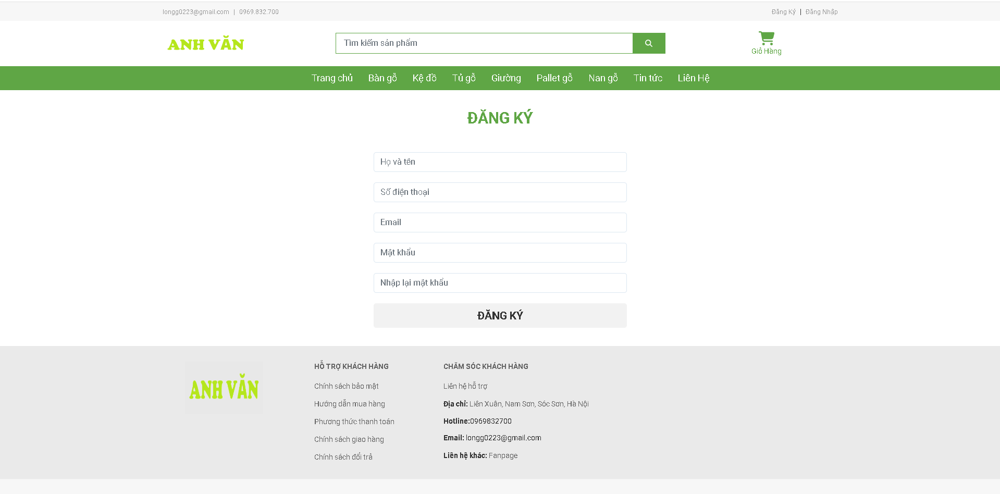 longg0223@gmail.com | 0969.832.700
Đăng Ký | Đăng Nhập
ANH VĂN
Tìm kiếm sản phẩm
Giỏ Hàng
Trang chủ Bàn gỗ Kệ đồ Tủ gỗ Giường Pallet gỗ Nan gỗ Tin tức Liên Hệ
ĐĂNG KÝ
Họ và tên
Số điện thoại
Email
Mật khẩu
Nhập lại mật khẩu
ĐĂNG KÝ
ANH VĂN
HỖ TRỢ KHÁCH HÀNG
Chính sách bảo mật
Hướng dẫn mua hàng
Phương thức thanh toán
Chính sách giao hàng
Chính sách đổi trả
CHĂM SÓC KHÁCH HÀNG
Liên hệ hỗ trợ
Địa chỉ: Liên Xuân, Nam Sơn, Sóc Sơn, Hà Nội
Hotline:0969832700
Email: longg0223@gmail.com
Liên hệ khác: Fanpage